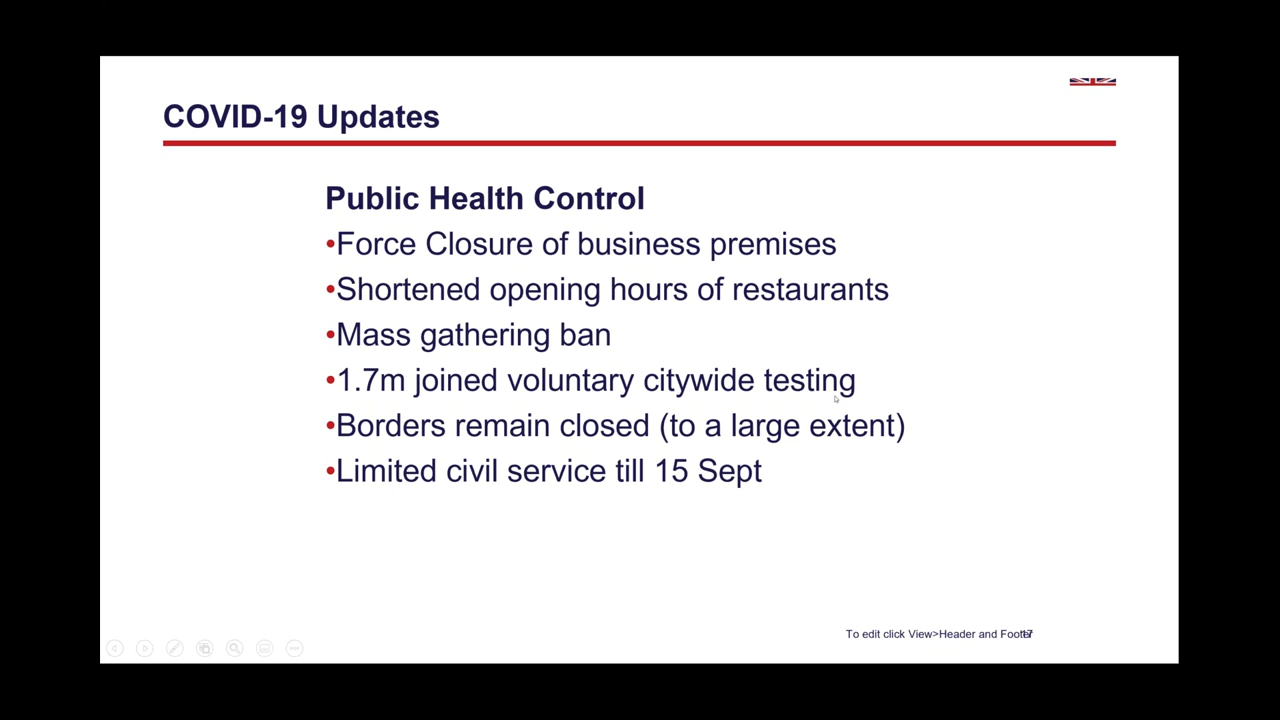 COVID-19 Updates
Public Health Control
•Force Closure of business premises
•Shortened opening hours of restaurants
•Mass gathering ban
•1.7m joined voluntary citywide testing
•Borders remain closed (to a large extent)
•Limited civil service till 15 Sept
To edit click View>Header and Footer
17